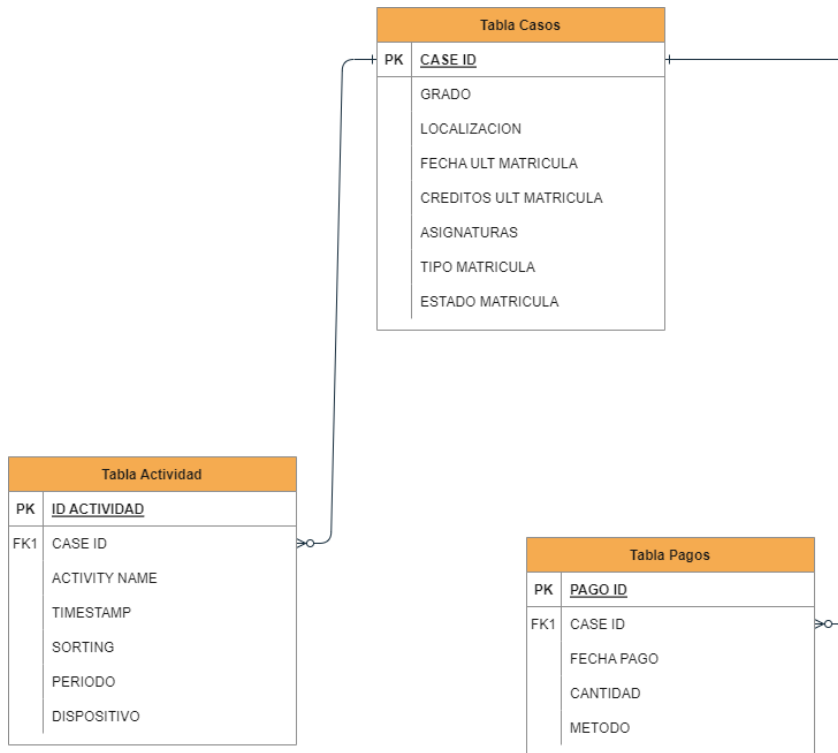 Tabla Casos
PK CASE ID
GRADO
LOCALIZACION
FECHA ULT MATRICULA
CREDITOS ULT MATRICULA
ASIGNATURAS
TIPO MATRICULA
ESTADO MATRICULA
Tabla Actividad
PK ID ACTIVIDAD
FK1 CASE ID
ACTIVITY NAME
TIMESTAMP
SORTING
PERIODO
DISPOSITIVO
Tabla Pagos
PK PAGO ID
FK1 CASE ID
FECHA PAGO
CANTIDAD
METODO